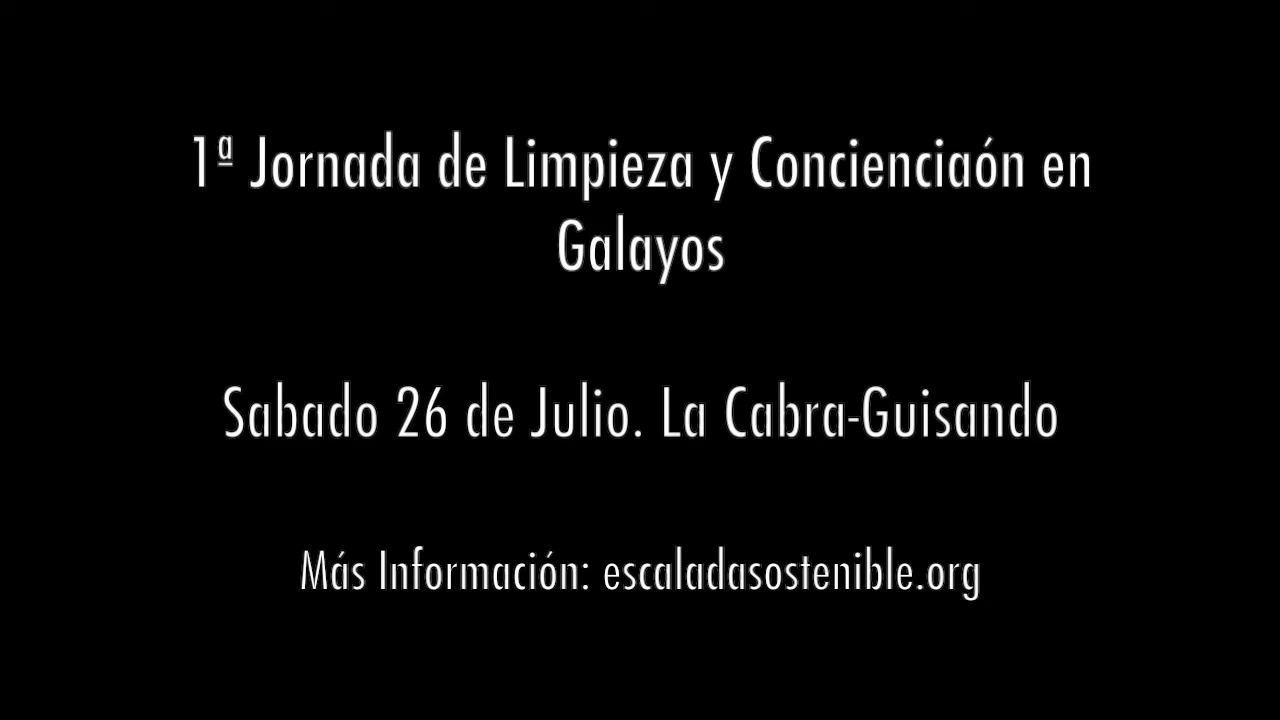 1ª Jornada de Limpieza y Concienciaón en
Galayos
Sabado 26 de Julio. La Cabra-Guisando
Más Información: escaladasostenible.org